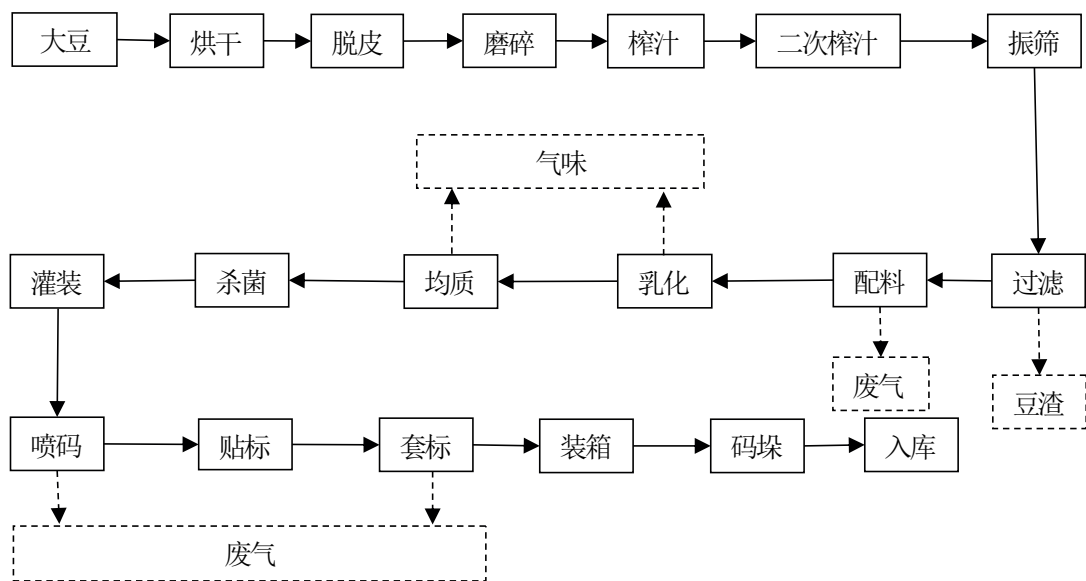 大豆
烘干
脱皮
磨碎
榨汁
二次榨汁
振筛
气味
灌装
杀菌
均质
乳化
配料
过滤
废气
豆渣
喷码
贴标
套标
装箱
码垛
入库
废气